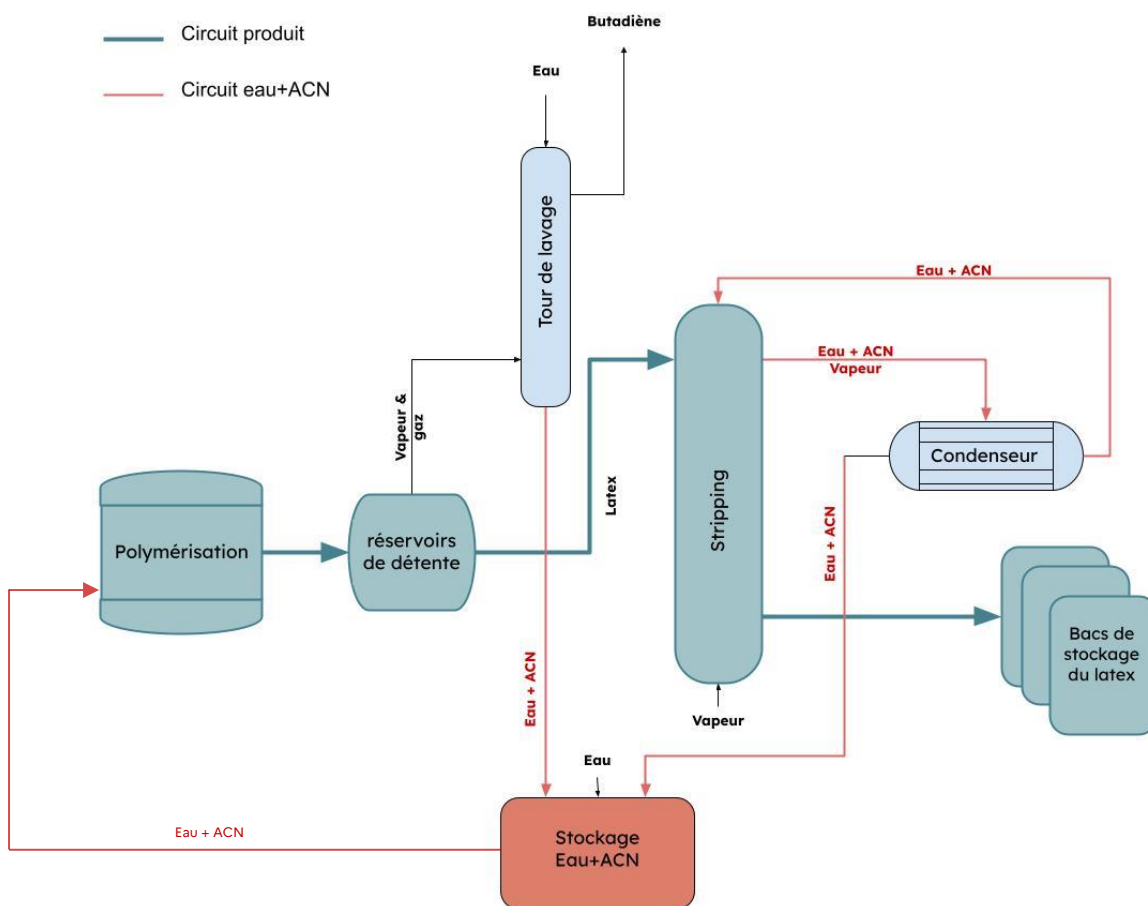 Butadiène
Circuit produit
Eau
Circuit eau+ACN
Tour de lavage
Eau + ACN
Eau + ACN
Vapeur
Vapeur &
gaz
Condenseur
Latex
Stripping
réservoirs
de détente
Polymérisation
Eau + ACN
Bacs de
stockage
du latex
Eau + ACN
Vapeur
Eau
Eau + ACN
Stockage
Eau+ACN